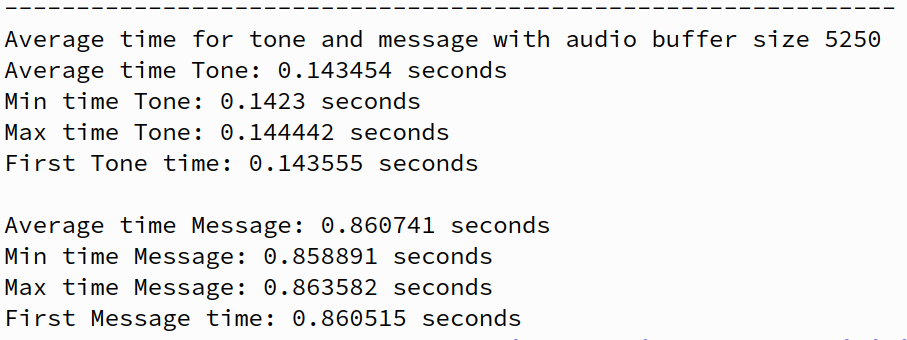 --------------------------------------------------------------
Average time for tone and message with audio buffer size 5250
Average time Tone: 0.143454 seconds
Min time Tone: 0.1423 seconds
Max time Tone: 0.144442 seconds
First Tone time: 0.143555 seconds

Average time Message: 0.860741 seconds
Min time Message: 0.858891 seconds
Max time Message: 0.863582 seconds
First Message time: 0.860515 seconds